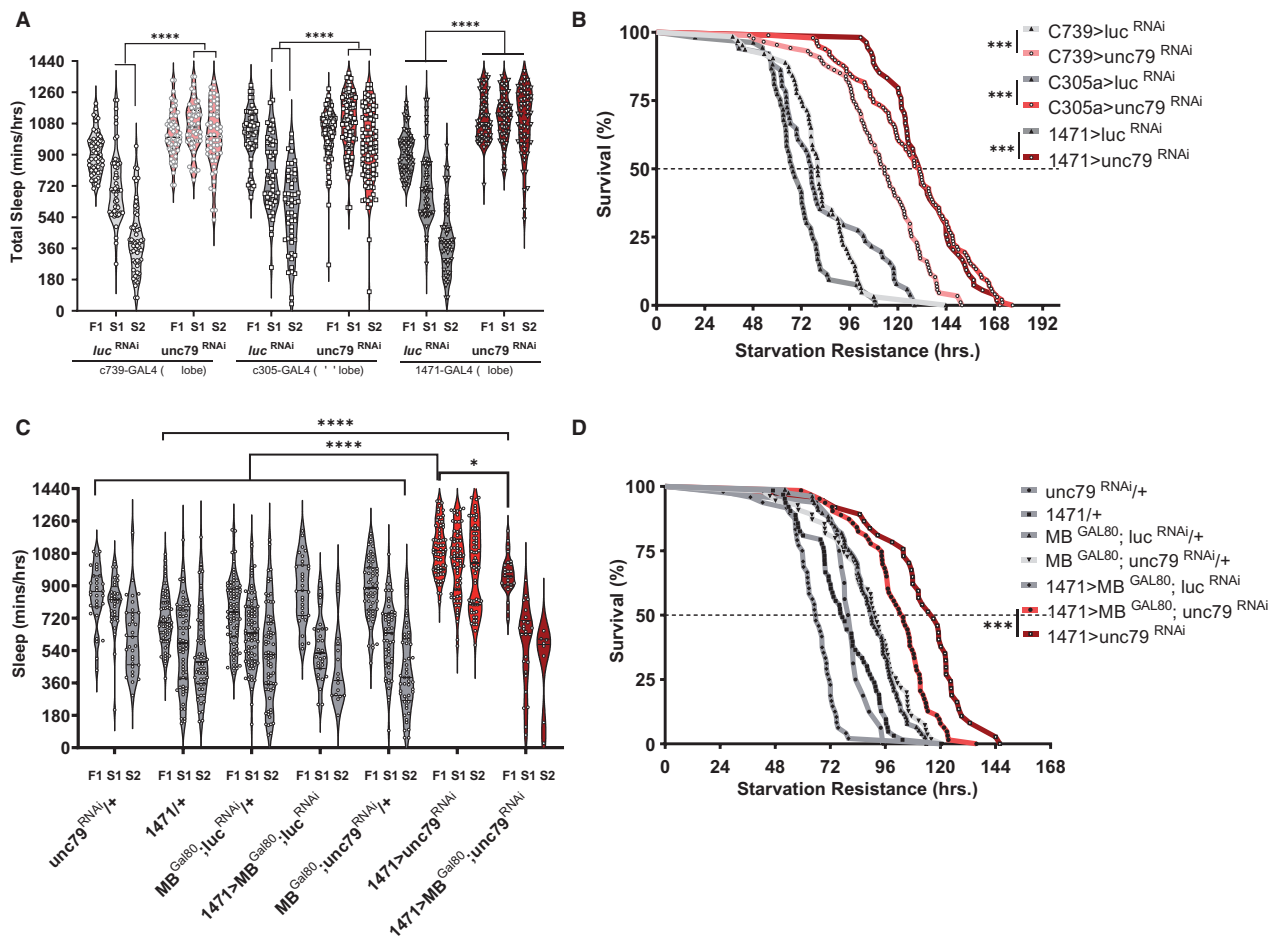 A
****
****
****
Total Sleep (mins/hrs)
1440
1260
1080
900
720
540
360
180
0
F1 S1 S2 F1 S1 S2 F1 S1 S2 F1 S1 S2 F1 S1 S2 F1 S1 S2
luc RNAi unc79 RNAi luc RNAi unc79 RNAi luc RNAi unc79 RNAi
c739-GAL4 ( lobe) c305-GAL4 ( ' ' lobe) 1471-GAL4 ( lobe)
B
Survival (%)
100
75
50
25
0
0 24 48 72 96 120 144 168 192
Starvation Resistance (hrs.)
C739>luc RNAi
*** C739>unc79 RNAi
C305a>luc RNAi
*** C305a>unc79 RNAi
1471>luc RNAi
*** 1471>unc79 RNAi
C
****
****
*
Sleep (mins/hrs)
1440
1260
1080
900
720
540
360
180
0
F1 S1 S2 F1 S1 S2 F1 S1 S2 F1 S1 S2 F1 S1 S2 F1 S1 S2 F1 S1 S2
unc79RNAi/+
1471/+
MBGal80;lucRNAi/+
1471>MBGal80;lucRNAi
MBGal80;unc79RNAi/+
1471>unc79RNAi
1471>MBGal80;unc79RNAi
D
Survival (%)
100
75
50
25
0
0 24 48 72 96 120 144 168
Starvation Resistance (hrs.)
unc79 RNAi/+
1471/+
MB GAL80; luc RNAi/+
MB GAL80; unc79 RNAi/+
1471>MB GAL80; luc RNAi
1471>MB GAL80; unc79 RNAi
*** 1471>unc79 RNAi